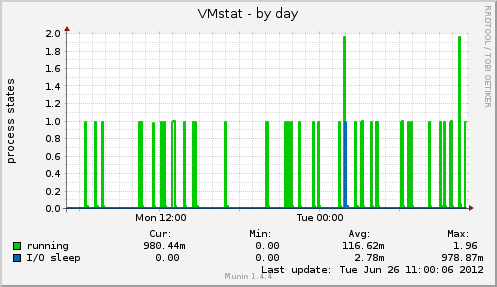 VMstat - by day
RRDTOOL / TOBI OETIKER
process states
2.0
1.8
1.6
1.4
1.2
1.0
0.8
0.6
0.4
0.2
0.0
Mon 12:00 Tue 00:00
Cur: Min: Avg: Max:
running 980.44m 0.00 116.62m 1.96
I/O sleep 0.00 0.00 2.78m 978.87m
Last update: Tue Jun 26 11:00:06 2012
Munin 1.4.4